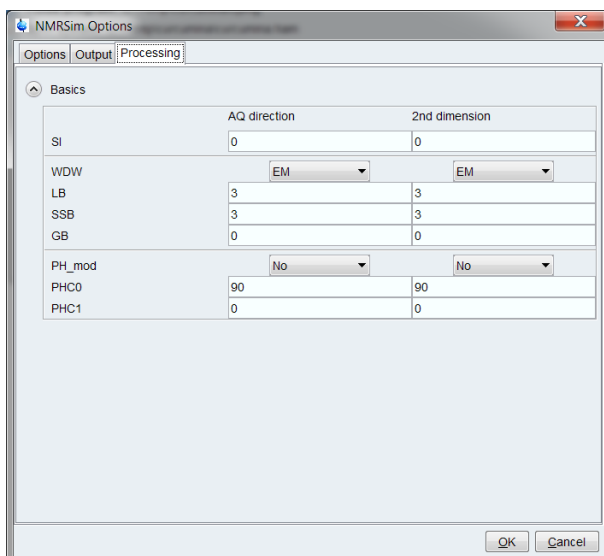 NMRSim Options
Options Output Processing
Basics
AQ direction 2nd dimension
SI 0 0
WDW EM EM
LB 3 3
SSB 3 3
GB 0 0
PH_mod No No
PHC0 90 90
PHC1 0 0
OK Cancel